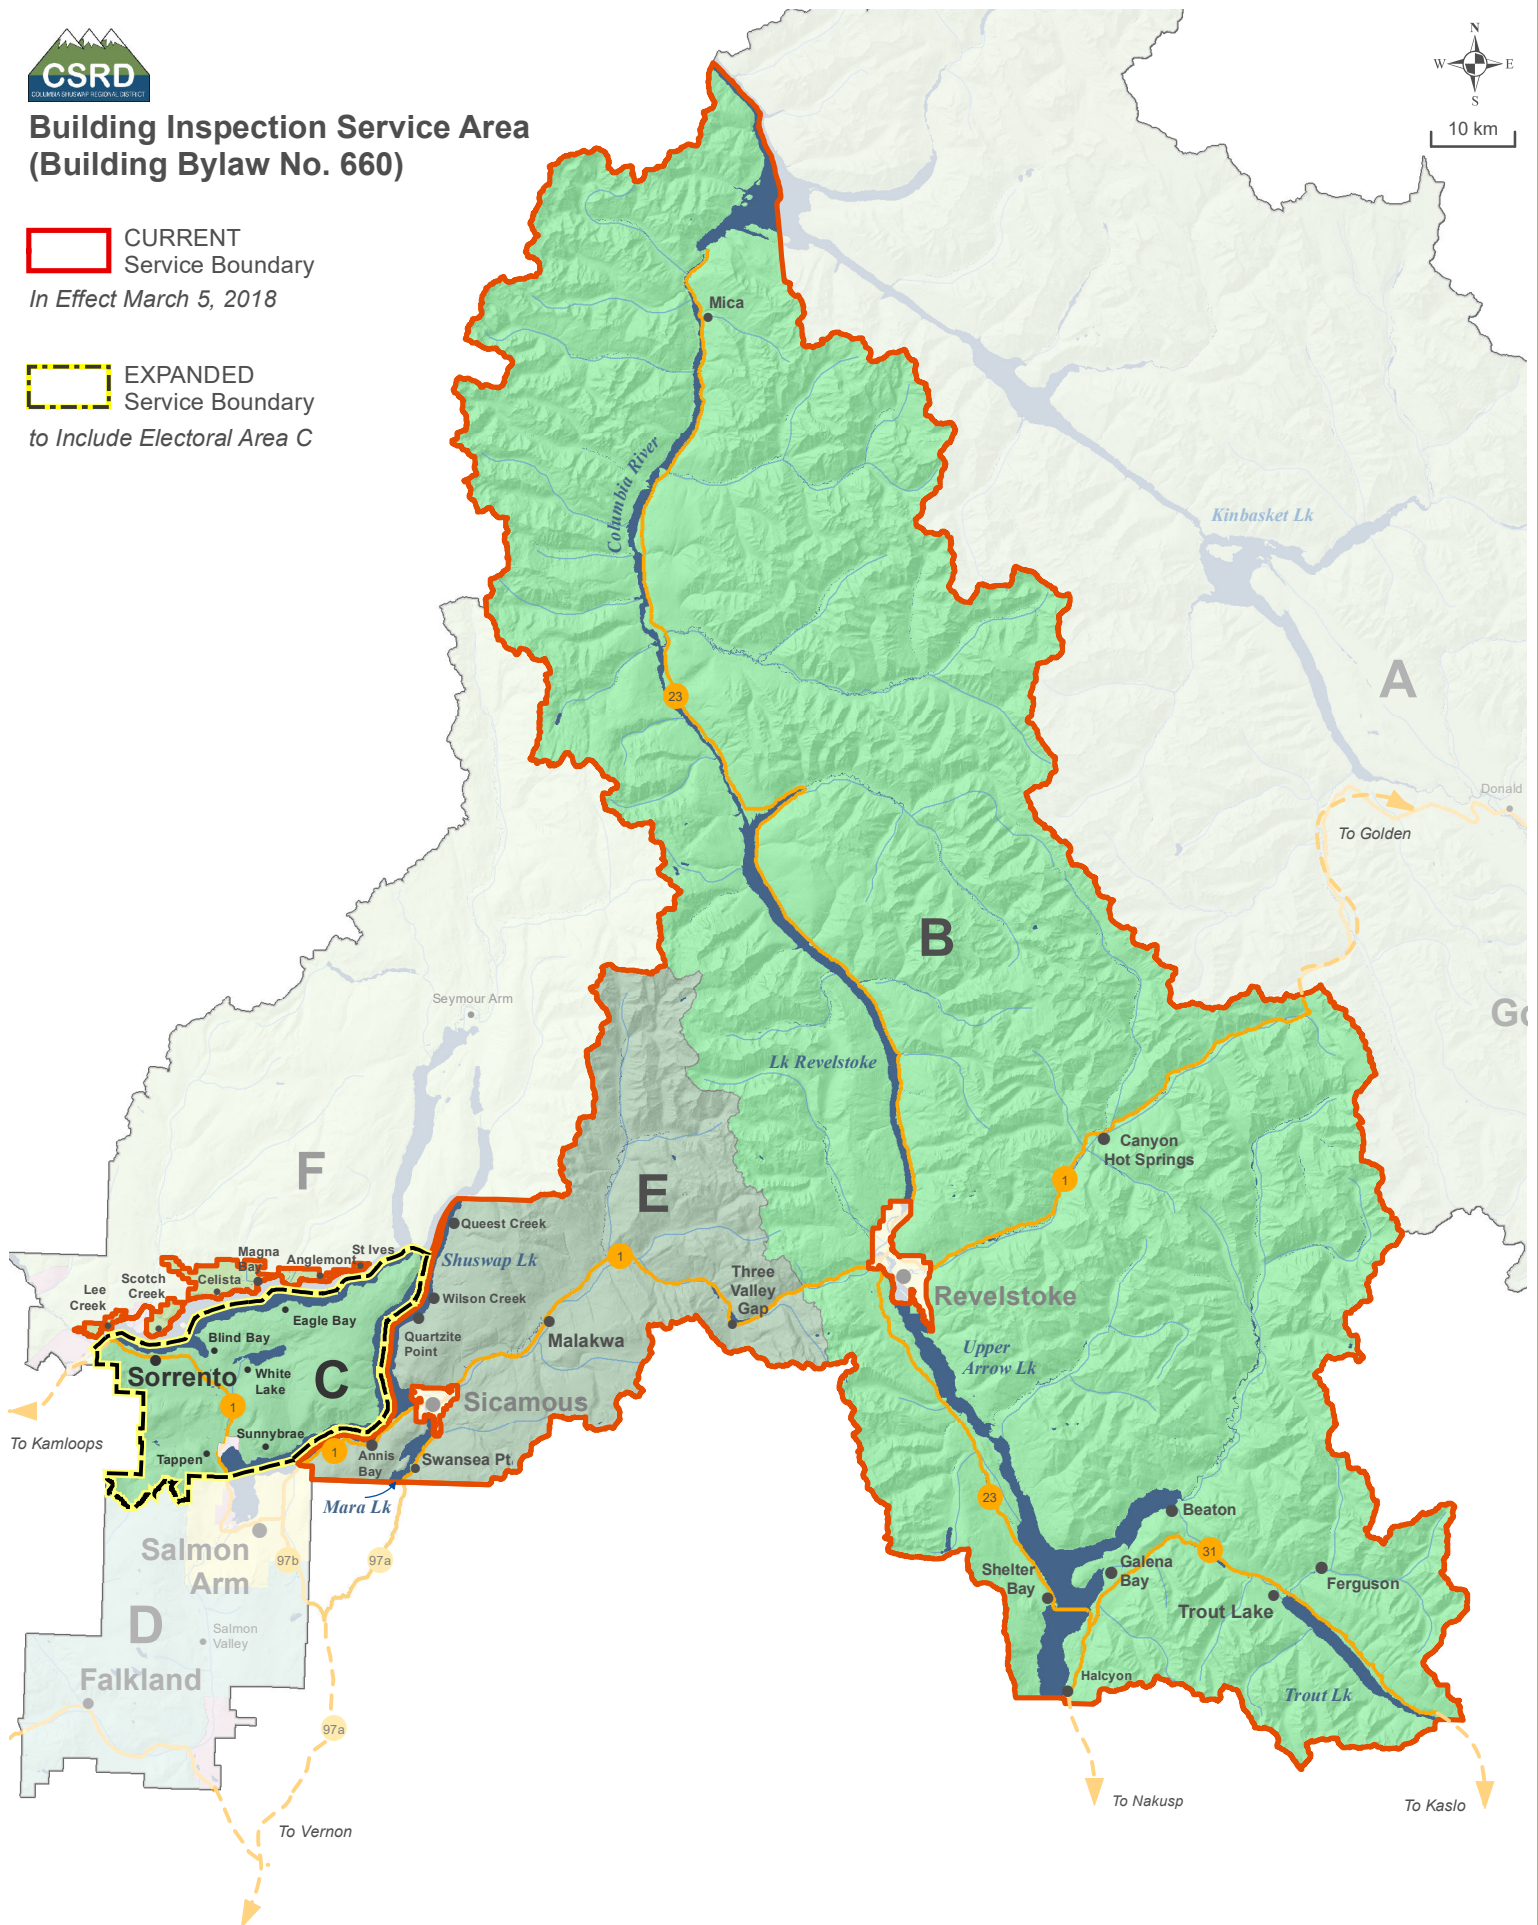 CSRD
COLUMBIA SHUSWAP REGIONAL DISTRICT
Building Inspection Service Area
(Building Bylaw No. 660)
CURRENT
Service Boundary
In Effect March 5, 2018
EXPANDED
Service Boundary
to Include Electoral Area C
N
W
E
S
10 km
Mica
Columbia River
Kinbasket Lk
23
A
Donald
To Golden
B
Seymour Arm
Lk Revelstoke
Canyon
Hot Springs
1
F
E
Queest Creek
Shuswap Lk
1
St Ives
Magna
Bay
Anglemont
Scotch
Creek
Celista
Lee
Creek
Wilson Creek
Three
Valley
Gap
Revelstoke
Eagle Bay
Blind Bay
Quartzite
Point
Malakwa
Upper
Arrow Lk
Sorrento
White
Lake
C
Sicamous
1
To Kamloops
Sunnybrae
Tappen
1
Annis
Bay
Swansea Pt.
Mara Lk
23
Beaton
Salmon
Arm
97b
97a
31
Shelter
Bay
Galena
Bay
Ferguson
Trout Lake
D
Salmon
Valley
Falkland
Halcyon
Trout Lk
97a
To Nakusp
To Kaslo
To Vernon